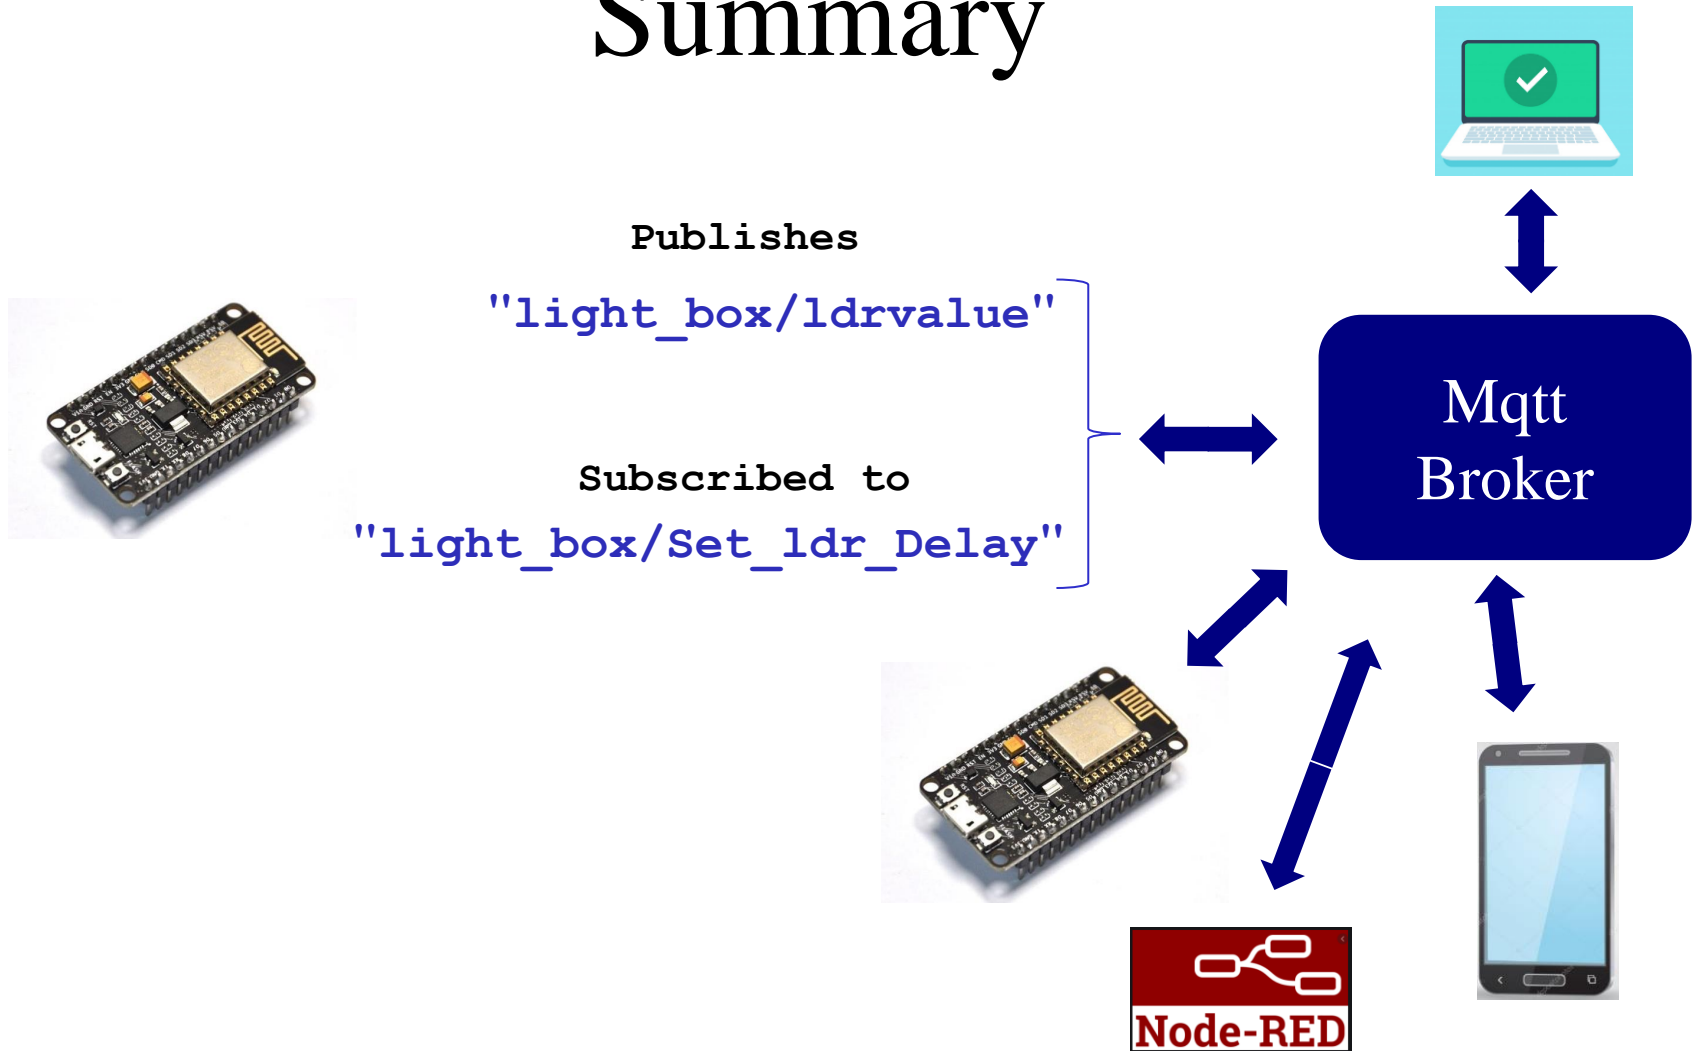 Summary
Publishes
"light_box/ldrvalue"
Subscribed to
"light_box/Set_ldr_Delay"
Mqtt
Broker
Node-RED